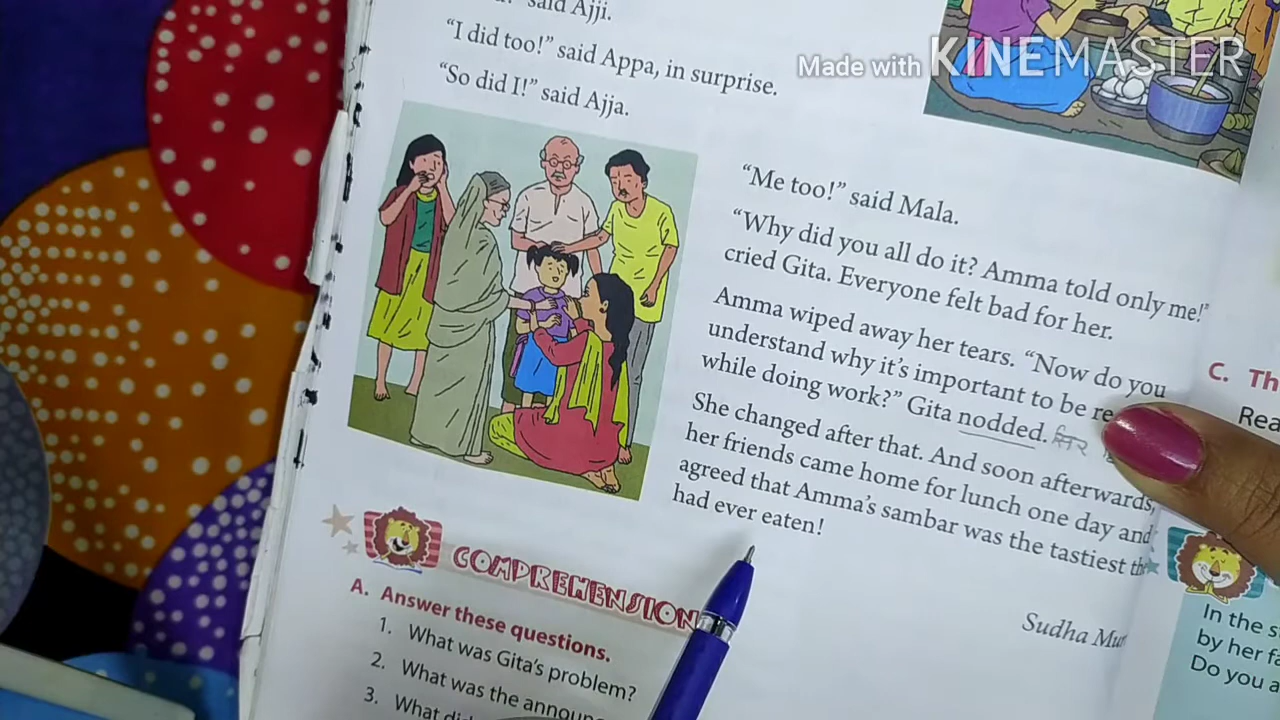 said Ajji.
"I did too!" said Appa, in surprise.
"So did I!" said Ajja.
Made with KINEMASTER
"Me too!" said Mala.
"Why did you all do it? Amma told only me!"
cried Gita. Everyone felt bad for her.
Amma wiped away her tears. "Now do you
understand why it's important to be re
while doing work?" Gita nodded.
She changed after that. And soon afterwards,
her friends came home for lunch one day and
agreed that Amma's sambar was the tastiest th
had ever eaten!
Sudha Mur
COMPREHENSION
A. Answer these questions.
1. What was Gita's problem?
2. What was the announ
3. What did
C. Th
Rea
In the s
by her fa
Do you a